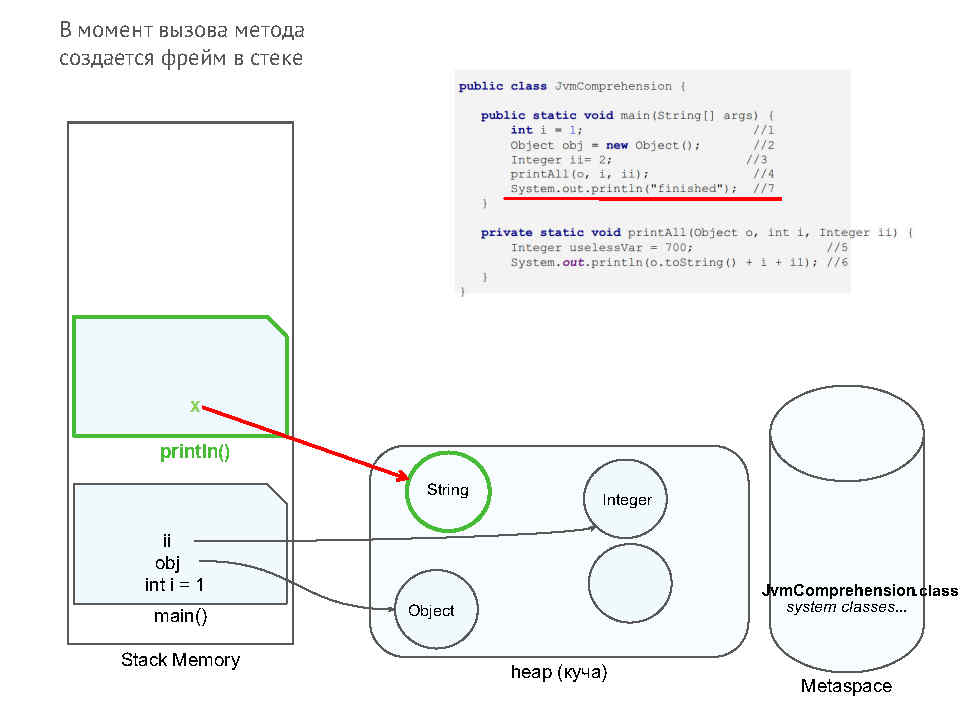 В момент вызова метода
создается фрейм в стеке
public class JvmComprehension {
public static void main(String[] args) {
int i = 1; //1
Object obj = new Object(); //2
Integer ii= 2; //3
printAll(o, i, ii); //4
System.out.println("finished"); //7
}
private static void printAll(Object o, int i, Integer ii) {
Integer uselessVar = 700; //5
System.out.println(o.toString() + i + ii); //6
}
}
x
println()
ii
obj
int i = 1
main()
Stack Memory
String
Integer
Object
heap (куча)
JvmComprehension.class
system classes...
Metaspace